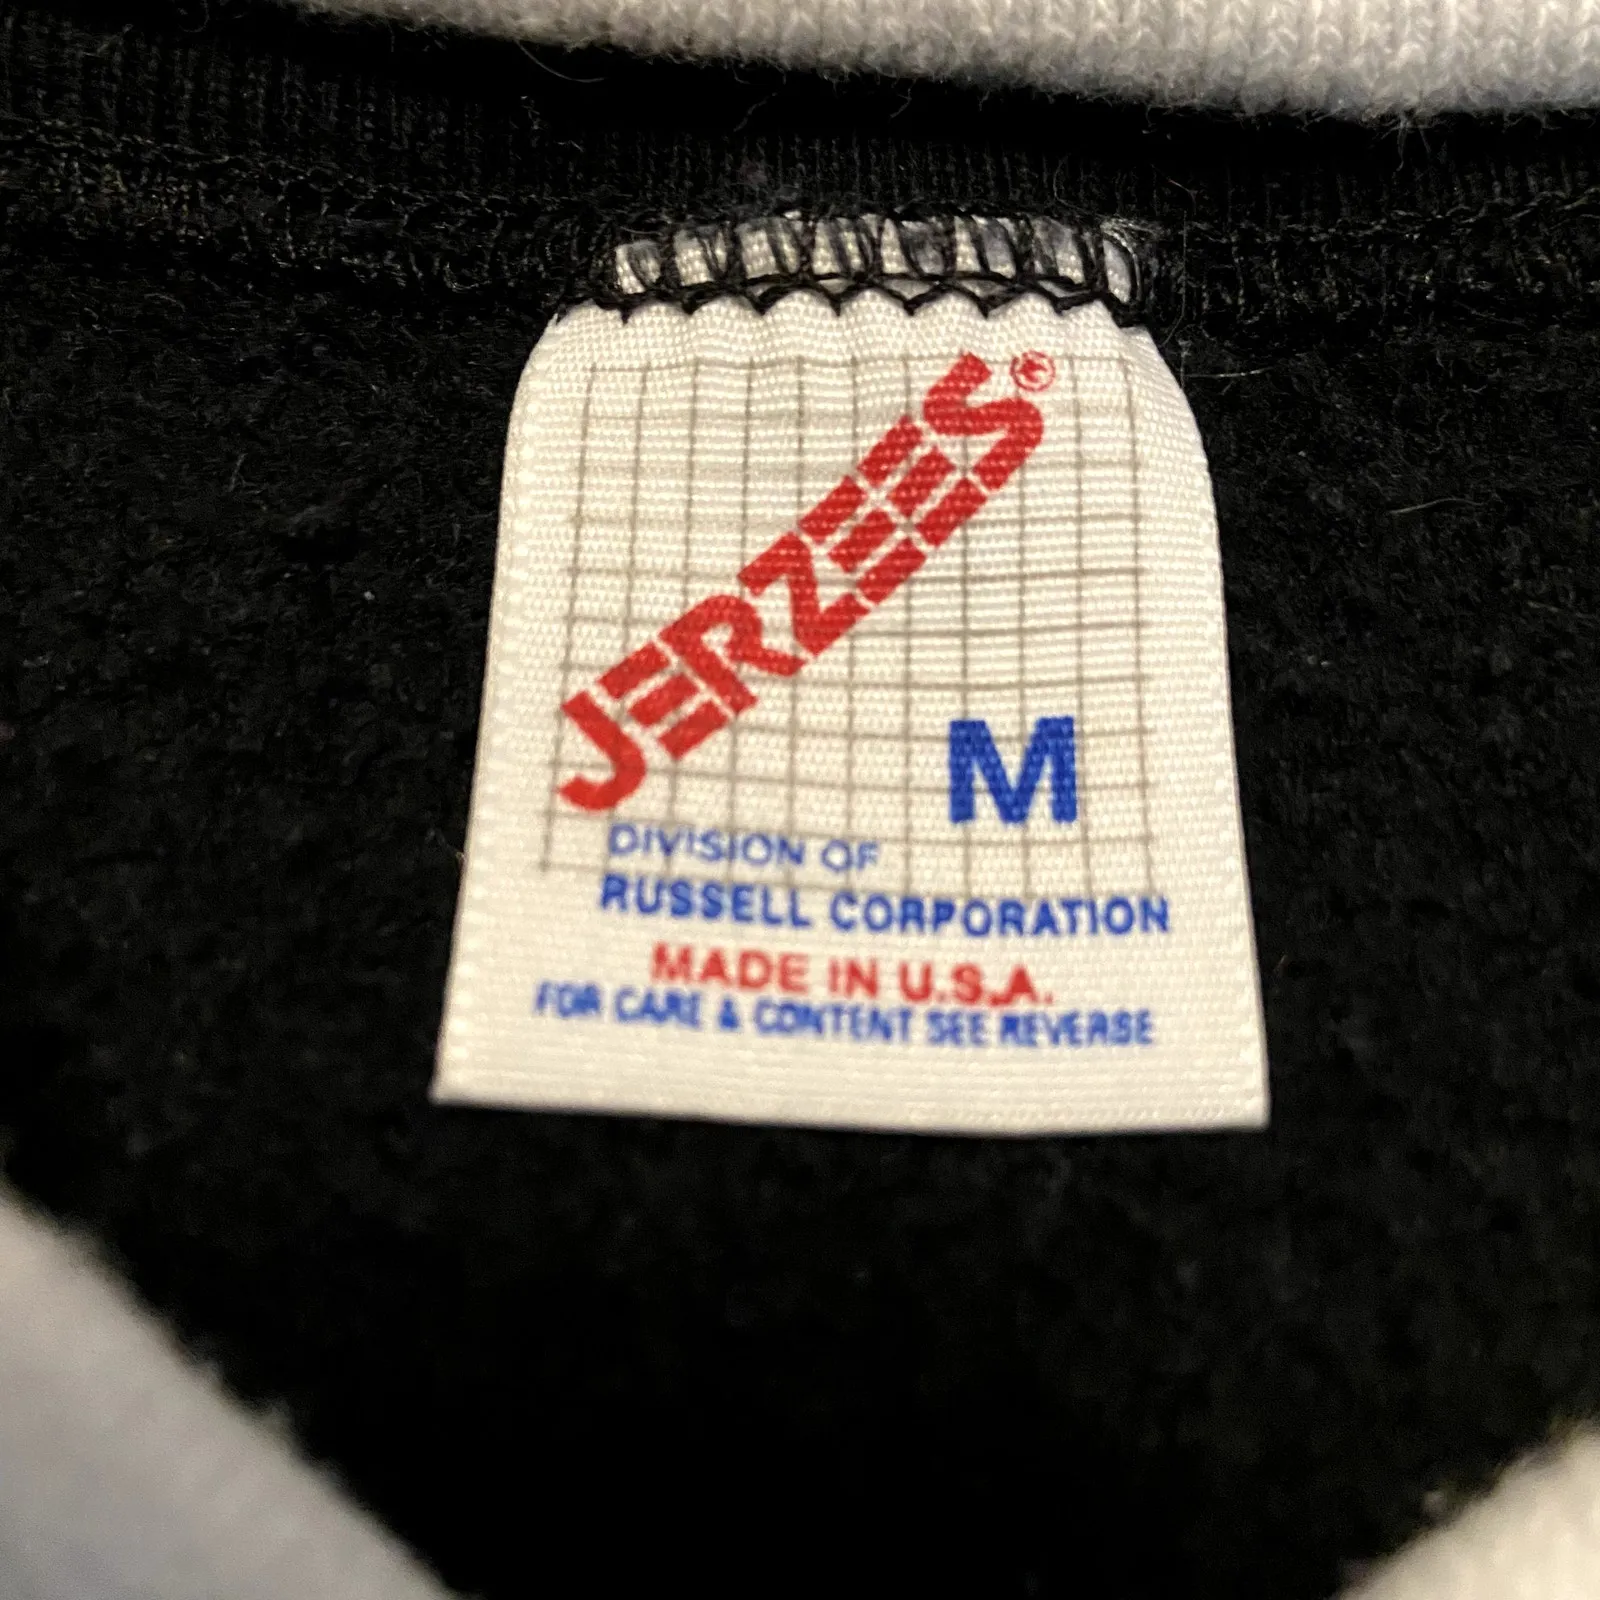 JERZEES®
M
DIVISION OF
RUSSELL CORPORATION
MADE IN U.S.A.
FOR CARE & CONTENT SEE REVERSE